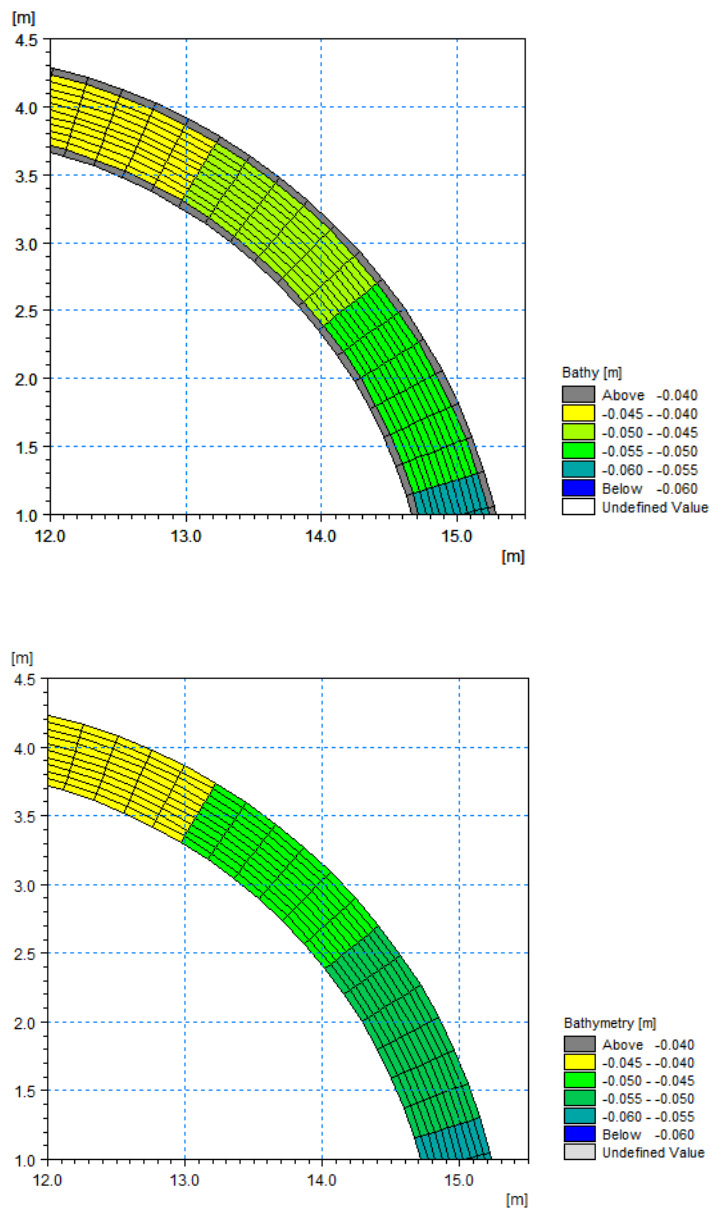 [m]
4.5
4.0
3.5
3.0
2.5
2.0
1.5
1.0
12.0 13.0 14.0 15.0
[m]
Bathy [m]
Above -0.040
-0.045 - -0.040
-0.050 - -0.045
-0.055 - -0.050
-0.060 - -0.055
Below -0.060
Undefined Value
[m]
4.5
4.0
3.5
3.0
2.5
2.0
1.5
1.0
12.0 13.0 14.0 15.0
[m]
Bathymetry [m]
Above -0.040
-0.045 - -0.040
-0.050 - -0.045
-0.055 - -0.050
-0.060 - -0.055
Below -0.060
Undefined Value